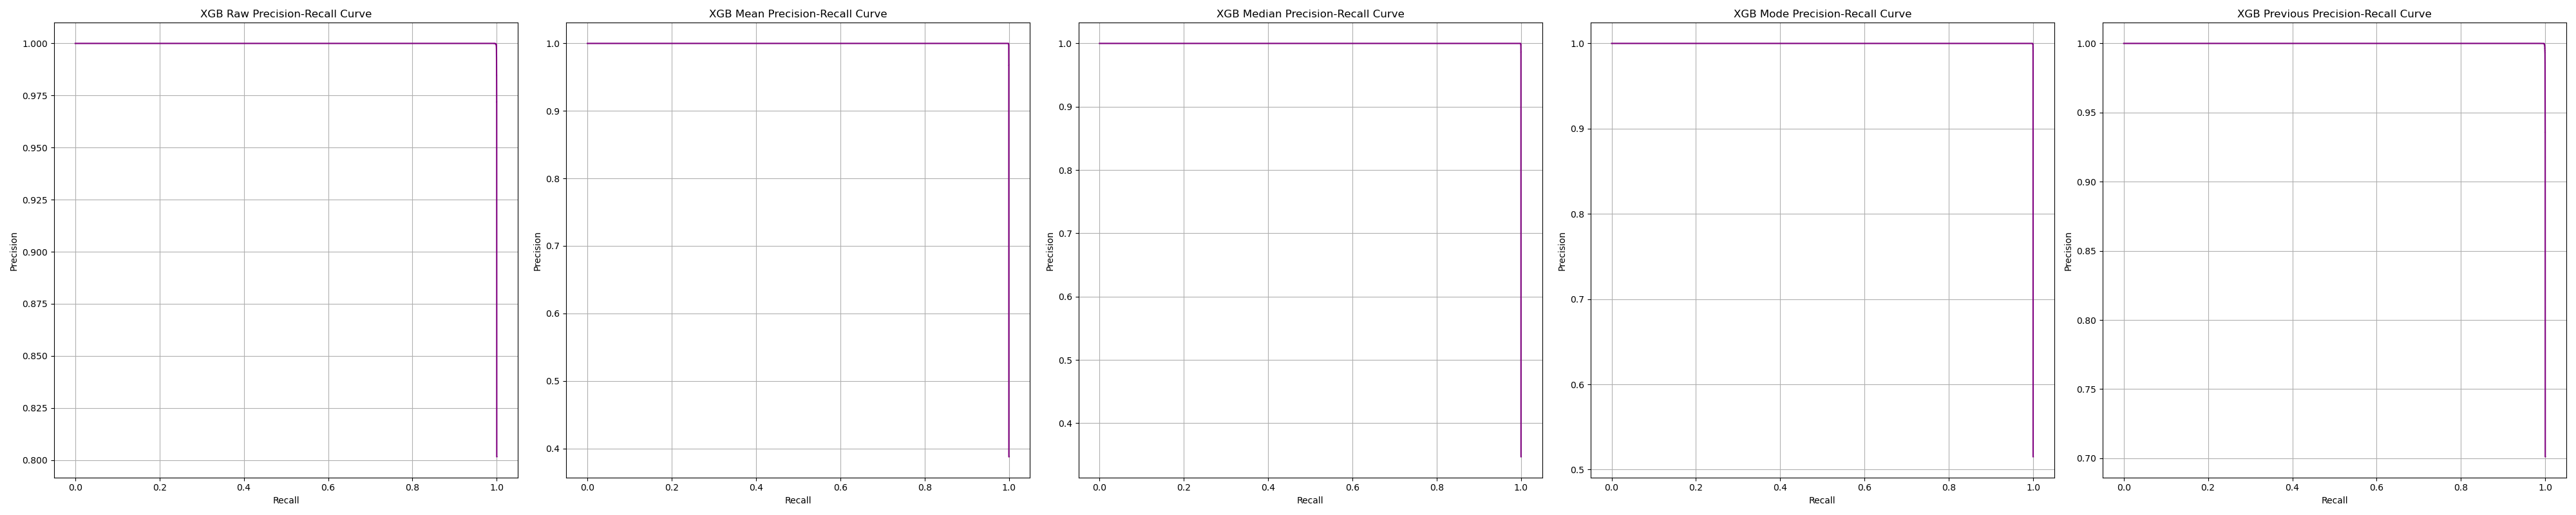 XGB Raw Precision-Recall Curve
1.000
0.975
0.950
0.925
0.900
0.875
0.850
0.825
0.800
Precision
0.0 0.2 0.4 0.6 0.8 1.0
Recall
XGB Mean Precision-Recall Curve
1.0
0.9
0.8
0.7
0.6
0.5
0.4
Precision
0.0 0.2 0.4 0.6 0.8 1.0
Recall
XGB Median Precision-Recall Curve
1.0
0.9
0.8
0.7
0.6
0.5
0.4
Precision
0.0 0.2 0.4 0.6 0.8 1.0
Recall
XGB Mode Precision-Recall Curve
1.0
0.9
0.8
0.7
0.6
0.5
Precision
0.0 0.2 0.4 0.6 0.8 1.0
Recall
XGB Previous Precision-Recall Curve
1.00
0.95
0.90
0.85
0.80
0.75
0.70
Precision
0.0 0.2 0.4 0.6 0.8 1.0
Recall